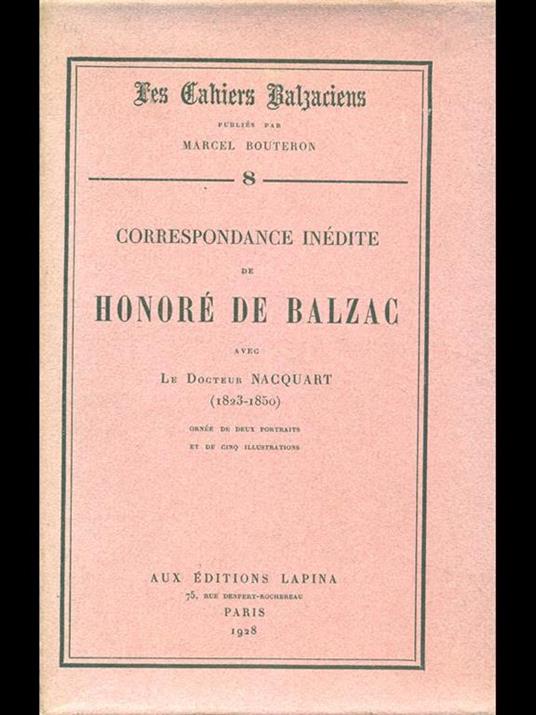 Les Cahiers Balzaciens
PUBLIÉS PAR
MARCEL BOUTERON
8
CORRESPONDANCE INÉDITE
DE
HONORÉ DE BALZAC
AVEC
LE DOCTEUR NACQUART
(1823-1850)
ORNÉE DE DEUX PORTRAITS
ET DE CINQ ILLUSTRATIONS
AUX ÉDITIONS LAPINA
75, RUE DENFERT-ROCHEREAU
PARIS
1928